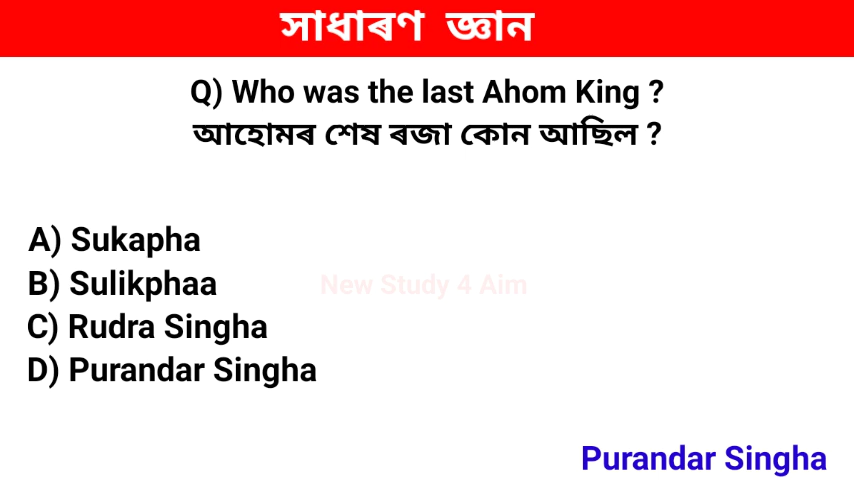 সাধাৰণ জ্ঞান
Q) Who was the last Ahom King ?
আহোমৰ শেষ ৰজা কোন আছিল ?
A) Sukapha
B) Sulikphaa
New Study 4 Aim
C) Rudra Singha
D) Purandar Singha
Purandar Singha